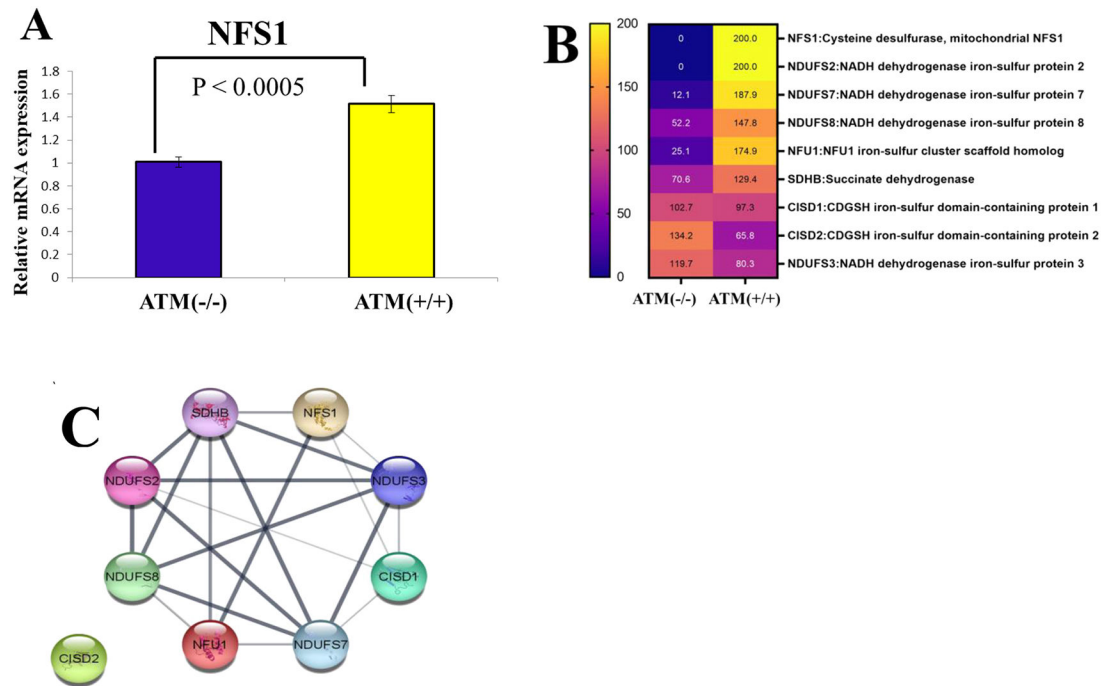 A
NFS1
P < 0.0005
Relative mRNA expression
1.8
1.6
1.4
1.2
1
0.8
0.6
0.4
0.2
0
ATM(-/-)
ATM(+/+)
B
200
150
100
50
0
0 200.0 NFS1:Cysteine desulfurase, mitochondrial NFS1
0 200.0 NDUFS2:NADH dehydrogenase iron-sulfur protein 2
12.1 187.9 NDUFS7:NADH dehydrogenase iron-sulfur protein 7
52.2 147.8 NDUFS8:NADH dehydrogenase iron-sulfur protein 8
25.1 174.9 NFU1:NFU1 iron-sulfur cluster scaffold homolog
70.6 129.4 SDHB:Succinate dehydrogenase
102.7 97.3 CISD1:CDGSH iron-sulfur domain-containing protein 1
134.2 65.8 CISD2:CDGSH iron-sulfur domain-containing protein 2
119.7 80.3 NDUFS3:NADH dehydrogenase iron-sulfur protein 3
ATM(-/-) ATM(+/+)
C
SDHB
NFS1
NDUFS2
NDUFS3
NDUFS8
CISD1
NFU1
NDUFS7
CISD2